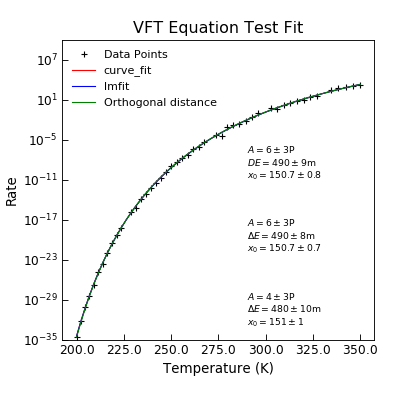 VFT Equation Test Fit
Data Points
curve_fit
lmfit
Orthogonal distance
10^7
10^1
10^-5
10^-11
10^-17
10^-23
10^-29
10^-35
Rate
A = 6 ± 3P
DE = 490 ± 9m
x_0 = 150.7 ± 0.8
A = 6 ± 3P
ΔE = 490 ± 8m
x_0 = 150.7 ± 0.7
A = 4 ± 3P
ΔE = 480 ± 10m
x_0 = 151 ± 1
200.0 225.0 250.0 275.0 300.0 325.0 350.0
Temperature (K)